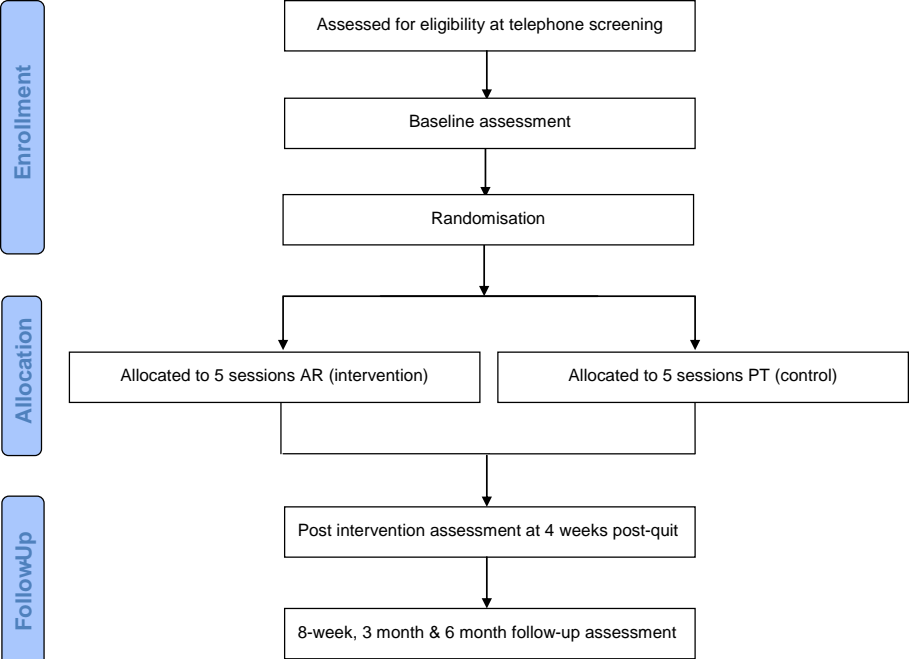 Enrollment
Assessed for eligibility at telephone screening
Baseline assessment
Randomisation
Allocation
Allocated to 5 sessions AR (intervention)
Allocated to 5 sessions PT (control)
Follow-Up
Post intervention assessment at 4 weeks post-quit
8-week, 3 month & 6 month follow-up assessment